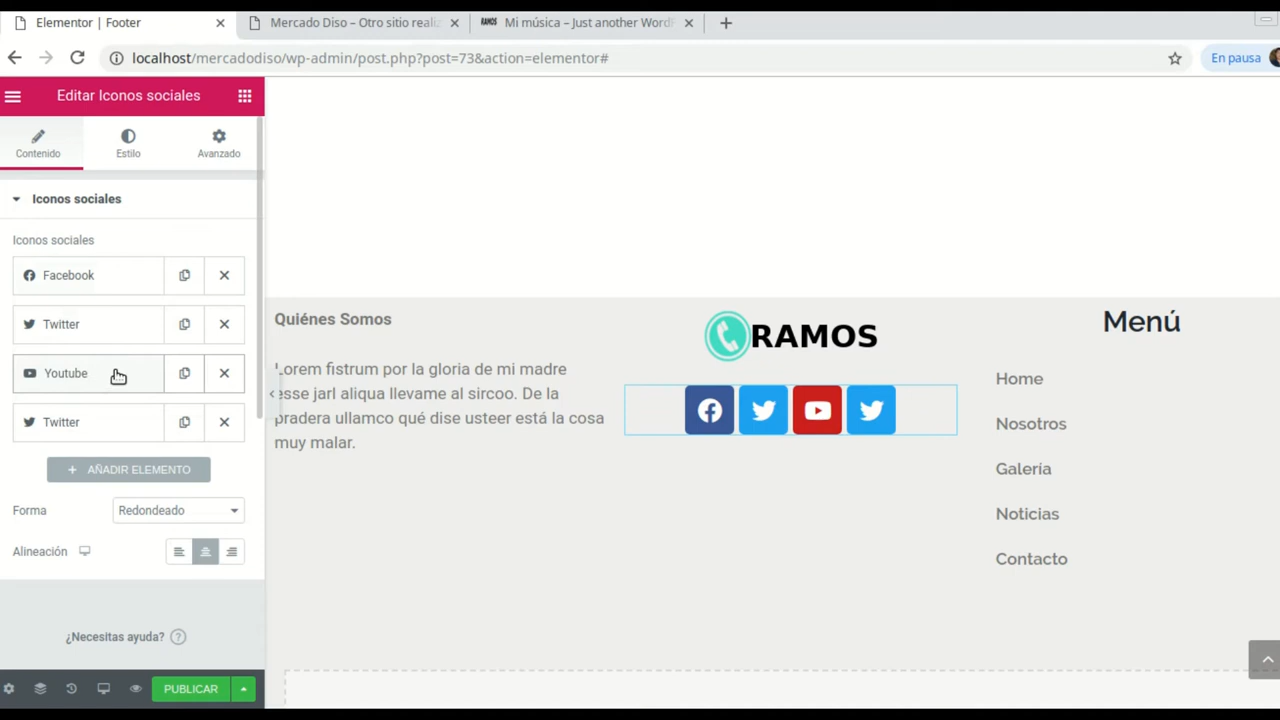 Elementor | Footer
Mercado Diso – Otro sitio realiz
RAMOS
Mi música – Just another WordP
localhost/mercadodiso/wp-admin/post.php?post=73&action=elementor#
En pausa
Editar Iconos sociales
Contenido
Estilo
Avanzado
Iconos sociales
Iconos sociales
Facebook
Twitter
Youtube
Twitter
AÑADIR ELEMENTO
Forma
Redondeado
Alineación
¿Necesitas ayuda?
PUBLICAR
Quiénes Somos
Lorem fistrum por la gloria de mi madre
esse jarl aliqua llevame al sircoo. De la
pradera ullamco qué dise usteer está la cosa
muy malar.
RAMOS
Menú
Home
Nosotros
Galería
Noticias
Contacto